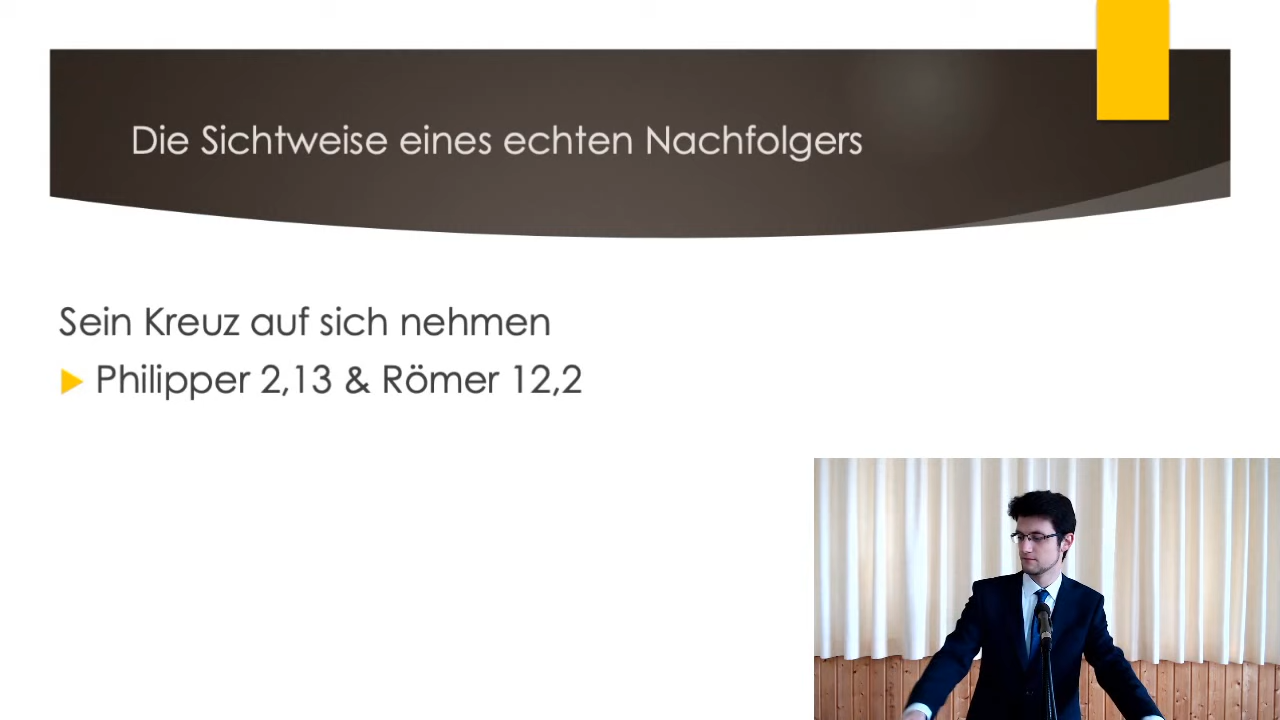 Die Sichtweise eines echten Nachfolgers
Sein Kreuz auf sich nehmen
Philipper 2,13 & Römer 12,2